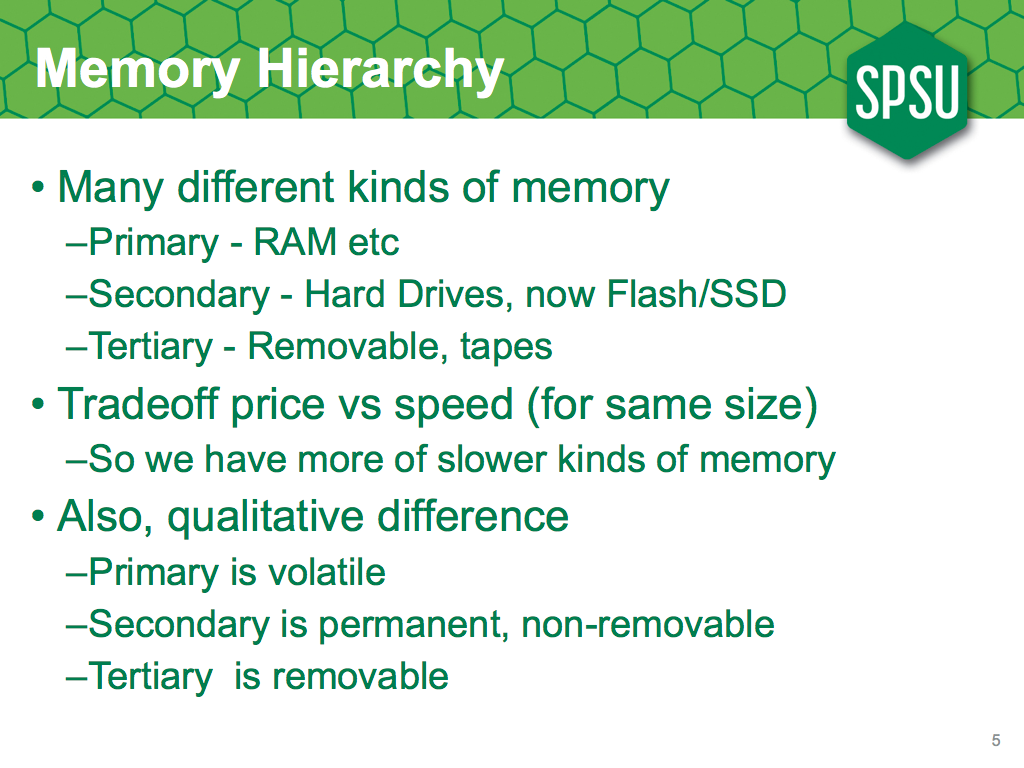 Memory Hierarchy
SPSU
• Many different kinds of memory
–Primary - RAM etc
–Secondary - Hard Drives, now Flash/SSD
–Tertiary - Removable, tapes
• Tradeoff price vs speed (for same size)
–So we have more of slower kinds of memory
• Also, qualitative difference
–Primary is volatile
–Secondary is permanent, non-removable
–Tertiary  is removable
5